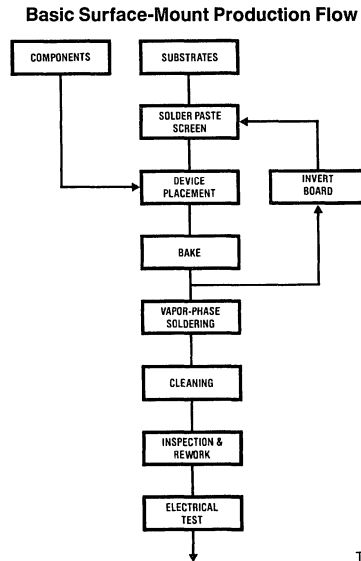 Basic Surface-Mount Production Flow
COMPONENTS
SUBSTRATES
SOLDER PASTE
SCREEN
DEVICE
PLACEMENT
INVERT
BOARD
BAKE
VAPOR-PHASE
SOLDERING
CLEANING
INSPECTION &
REWORK
ELECTRICAL
TEST
T